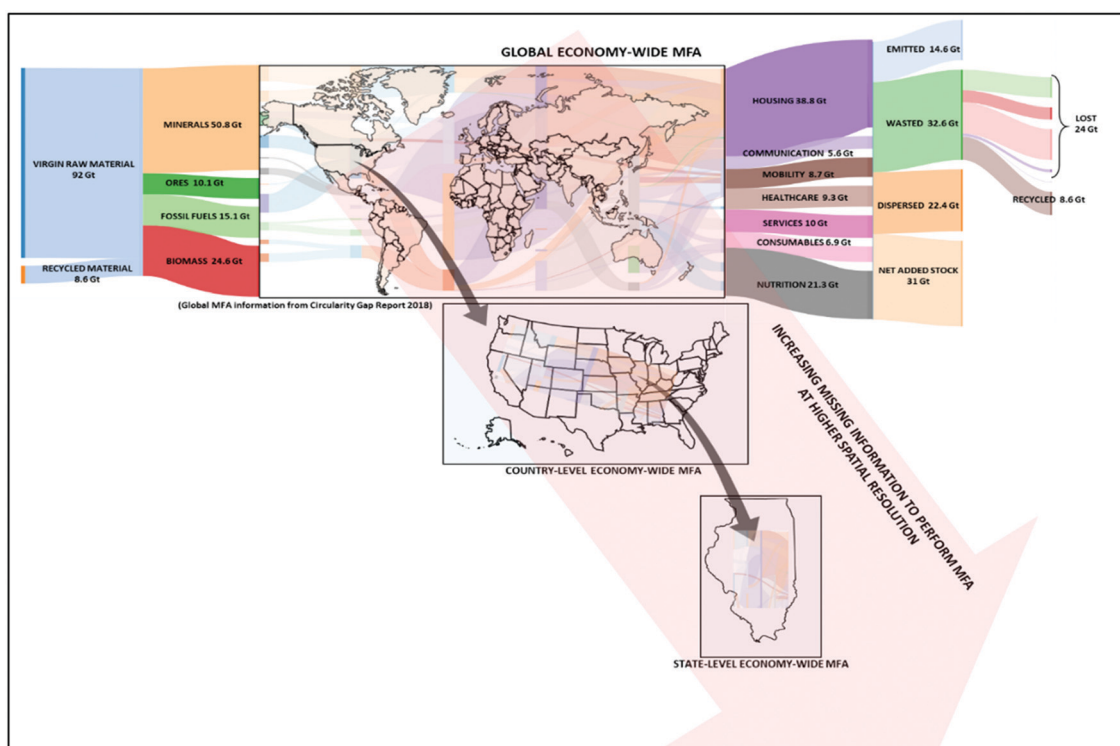 GLOBAL ECONOMY-WIDE MFA
VIRGIN RAW MATERIAL
92 Gt
RECYCLED MATERIAL
8.6 Gt
MINERALS 50.8 Gt
ORES 10.1 Gt
FOSSIL FUELS 15.1 Gt
BIOMASS 24.6 Gt
(Global MFA information from Circularity Gap Report 2018)
HOUSING 38.8 Gt
COMMUNICATION 5.6 Gt
MOBILITY 8.7 Gt
HEALTHCARE 9.3 Gt
SERVICES 10 Gt
CONSUMABLES 6.9 Gt
NUTRITION 21.3 Gt
EMITTED 14.6 Gt
WASTED 32.6 Gt
DISPERSED 22.4 Gt
NET ADDED STOCK
31 Gt
LOST
24 Gt
RECYCLED 8.6 Gt
COUNTRY-LEVEL ECONOMY-WIDE MFA
INCREASING MISSING INFORMATION TO PERFORM MFA
AT HIGHER SPATIAL RESOLUTION
STATE-LEVEL ECONOMY-WIDE MFA